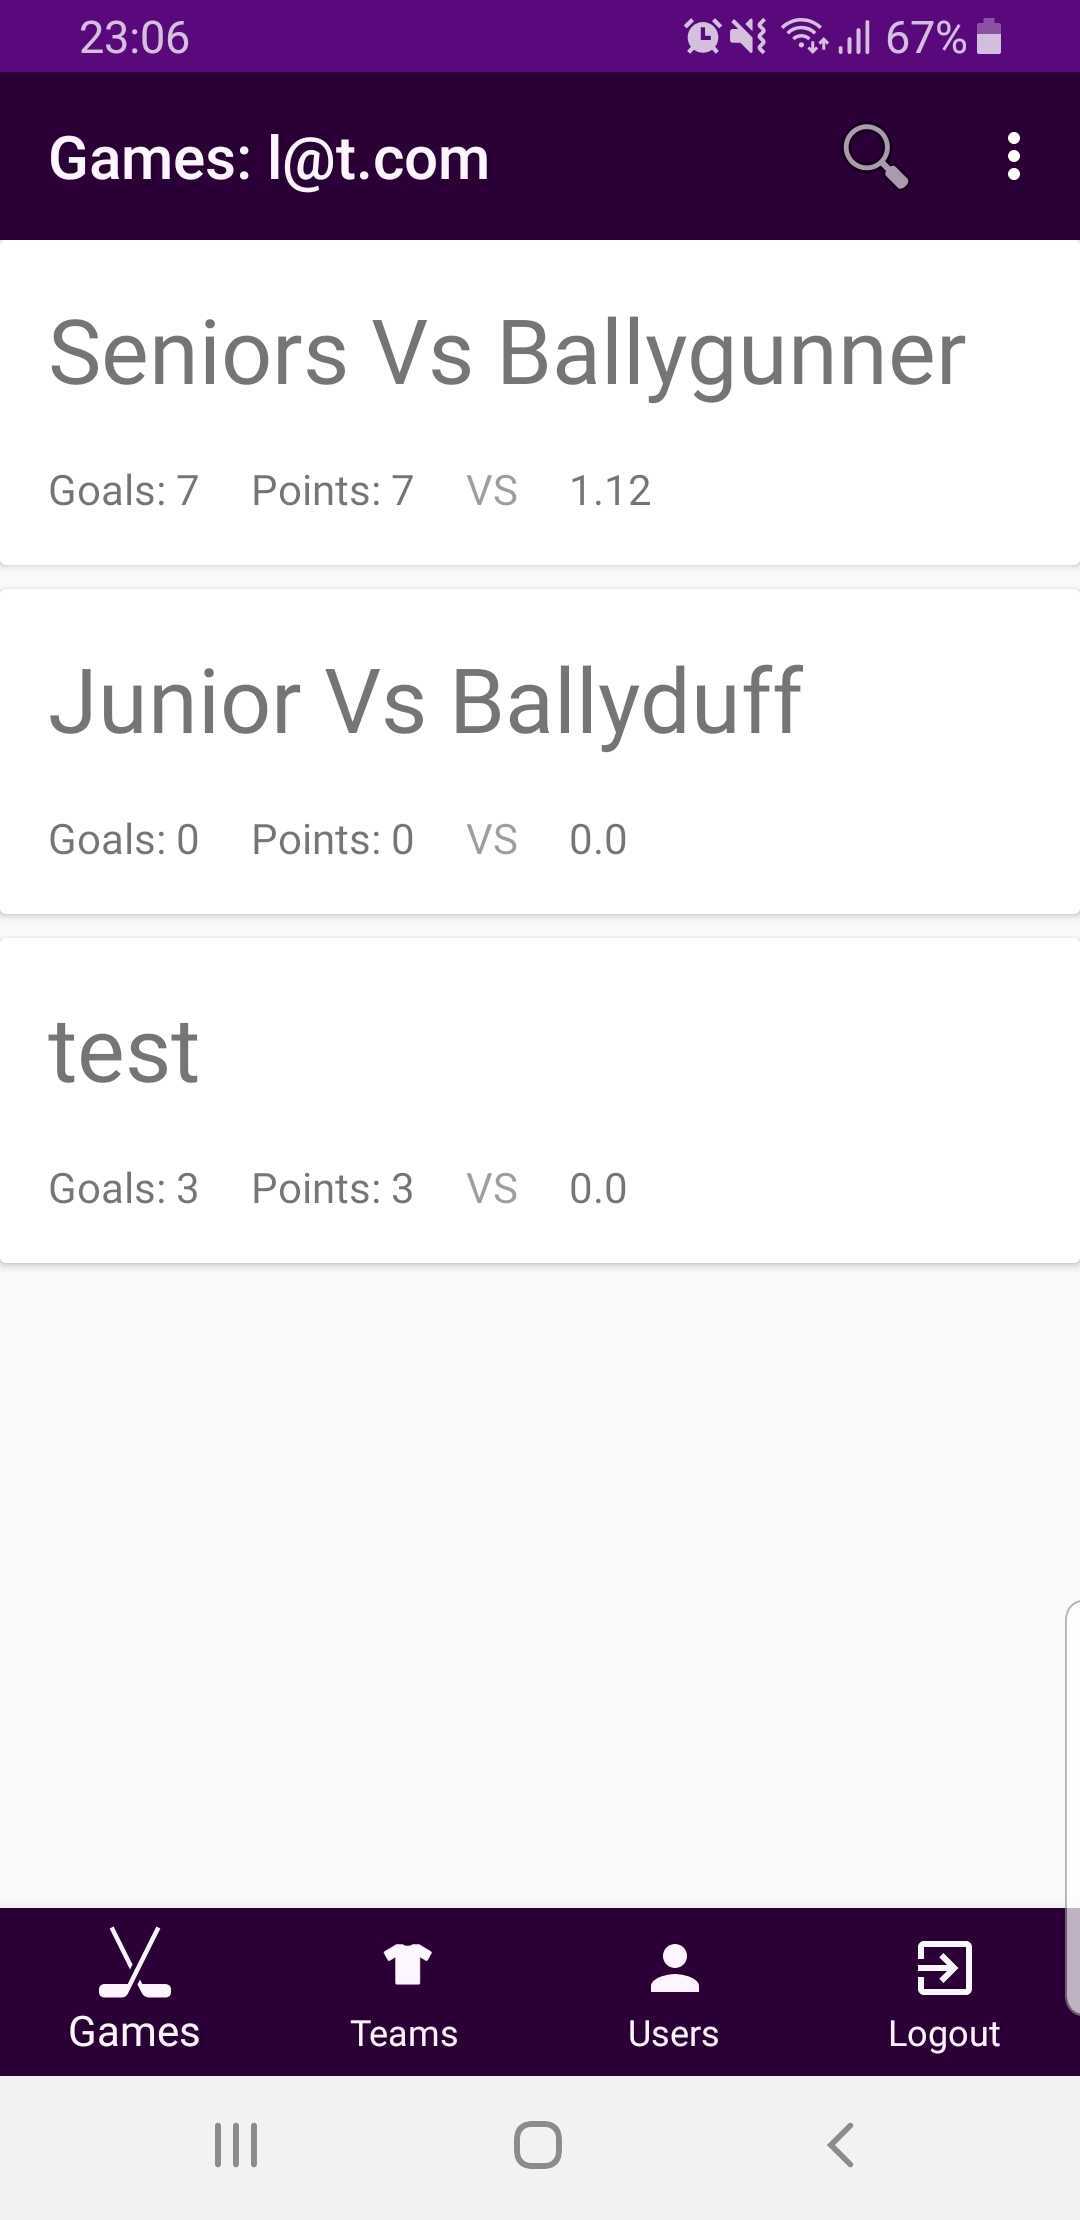 23:06 67%
Games: l@t.com
Seniors Vs Ballygunner
Goals: 7 Points: 7 VS 1.12
Junior Vs Ballyduff
Goals: 0 Points: 0 VS 0.0
test
Goals: 3 Points: 3 VS 0.0
Games Teams Users Logout